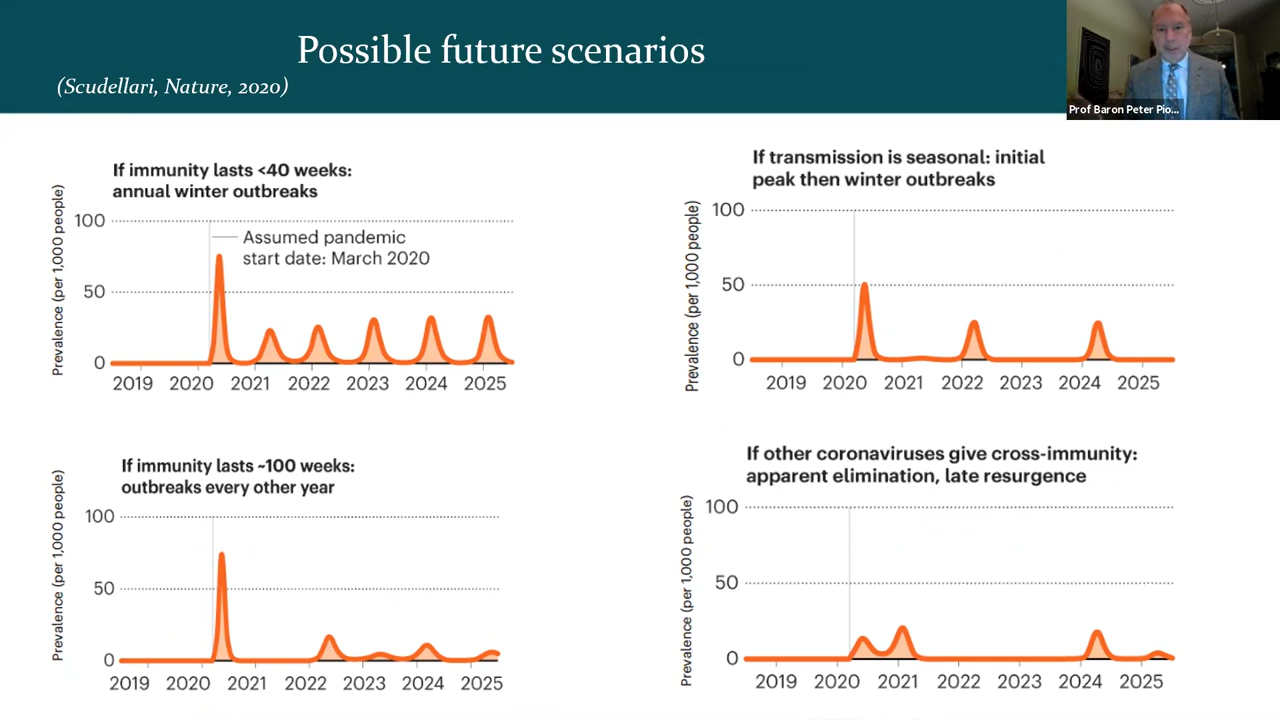 Possible future scenarios
(Scudellari, Nature, 2020)
Prof Baron Peter Pio...
If immunity lasts <40 weeks:
annual winter outbreaks
Prevalence (per 1,000 people)
100
50
0
Assumed pandemic
start date: March 2020
2019 2020 2021 2022 2023 2024 2025
If transmission is seasonal: initial
peak then winter outbreaks
Prevalence (per 1,000 people)
100
50
0
2019 2020 2021 2022 2023 2024 2025
If immunity lasts ~100 weeks:
outbreaks every other year
Prevalence (per 1,000 people)
100
50
0
2019 2020 2021 2022 2023 2024 2025
If other coronaviruses give cross-immunity:
apparent elimination, late resurgence
Prevalence (per 1,000 people)
100
50
0
2019 2020 2021 2022 2023 2024 2025